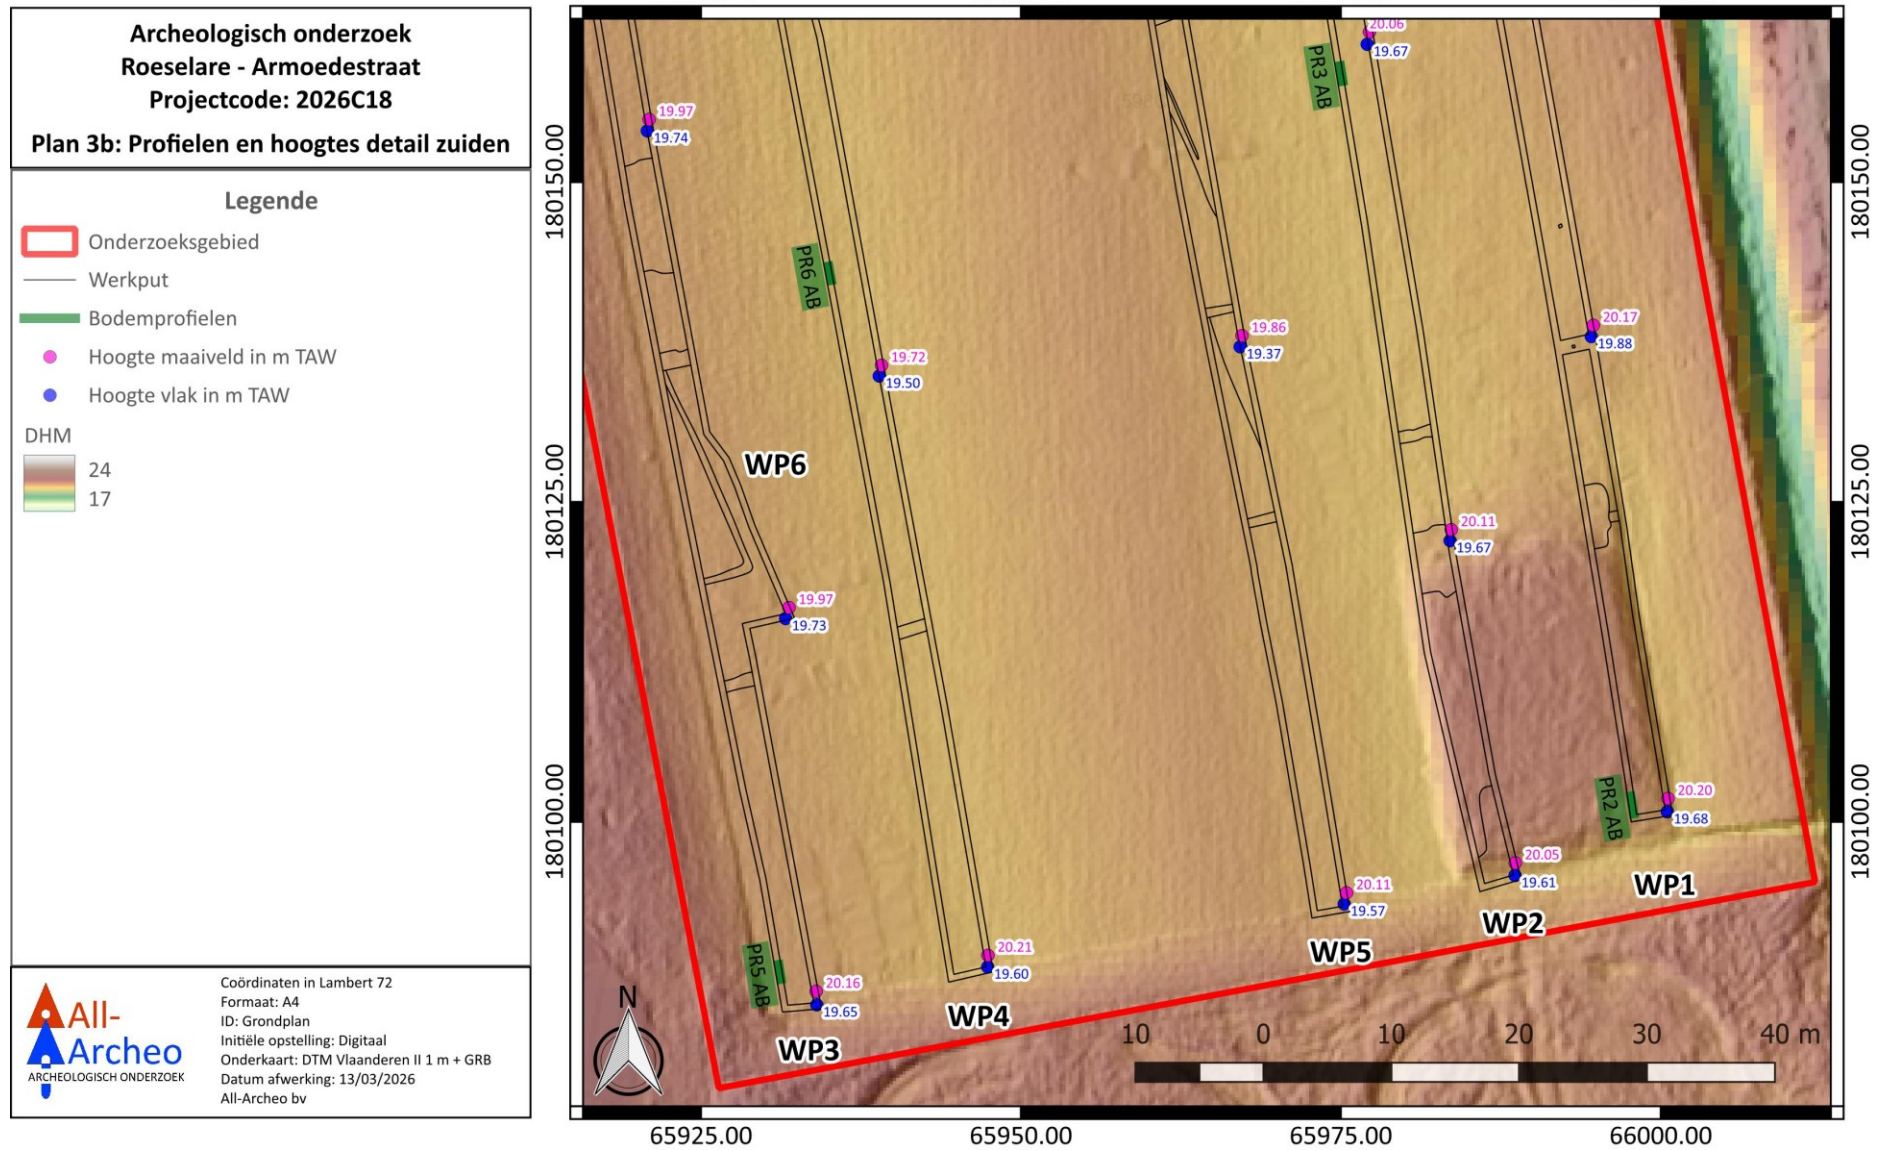 Archeologisch onderzoek
Roeselare - Armoedestraat
Projectcode: 2026C18
Plan 3b: Profielen en hoogtes detail zuiden
Legende
Onderzoeksgebied
Werkput
Bodemprofielen
Hoogte maaiveld in m TAW
Hoogte vlak in m TAW
DHM
24
17
All-
Archeo
ARCHEOLOGISCH ONDERZOEK
Coördinaten in Lambert 72
Formaat: A4
ID: Grondplan
Initiële opstelling: Digitaal
Onderkaart: DTM Vlaanderen II 1 m + GRB
Datum afwerking: 13/03/2026
All-Archeo bv
20.06
19.67
PR3 AB
19.97
19.74
180150.00
180150.00
PR6 AB
20.17
19.88
19.86
19.37
19.72
19.50
WP6
180125.00
180125.00
20.11
19.67
19.97
19.73
20.20
19.68
PR2 AB
180100.00
180100.00
20.05
19.61
WP1
20.11
19.57
WP2
20.21
19.60
WP5
PR5 AB
20.16
19.65
WP4
WP3
N
10 0 10 20 30 40 m
65925.00 65950.00 65975.00 66000.00